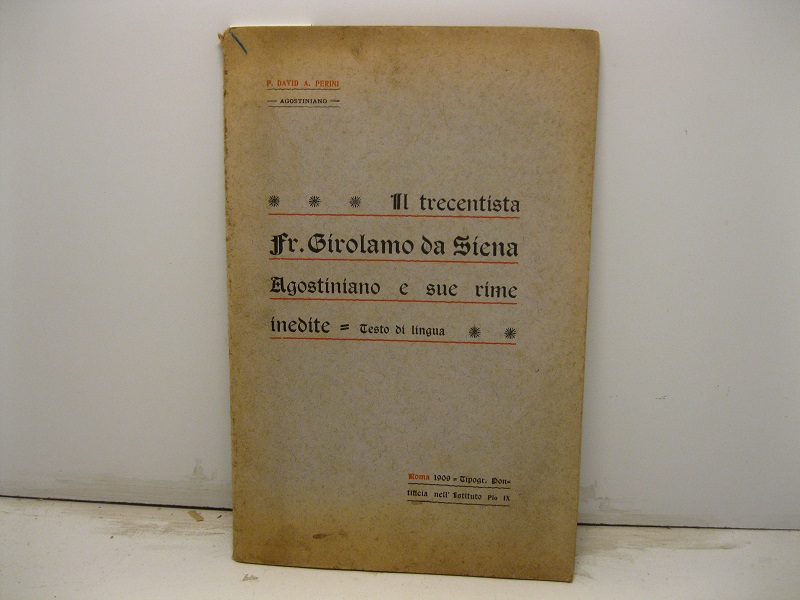 P. DAVID A. PERINI
— AGOSTINIANO —
Il trecentista
Fr. Girolamo da Siena
Agostiniano e sue rime
inedite = Testo di lingua
Roma 1909 = Tipogr. Pon=
tificia nell' Istituto Pio IX